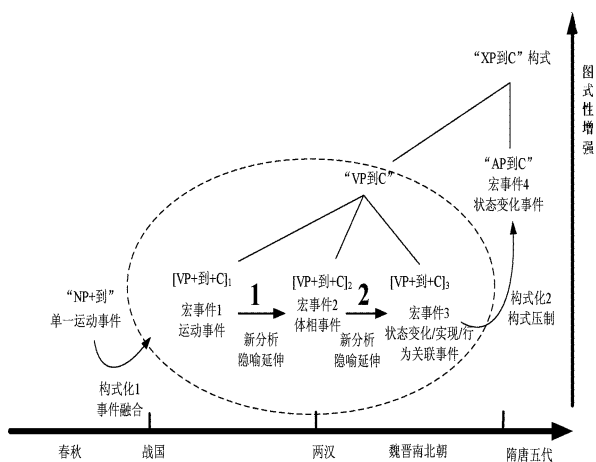 “XP到C”构式
图式性增强
“AP到C”
宏事件4
状态变化事件
“VP到C”
[VP+到+C]1
宏事件1
运动事件
1
新分析
隐喻延伸
[VP+到+C]2
宏事件2
体相事件
2
新分析
隐喻延伸
[VP+到+C]3
宏事件3
状态变化/实现/行
为关联事件
“NP+到”
单一运动事件
构式化1
事件融合
构式化2
构式压制
春秋
战国
两汉
魏晋南北朝
隋唐五代